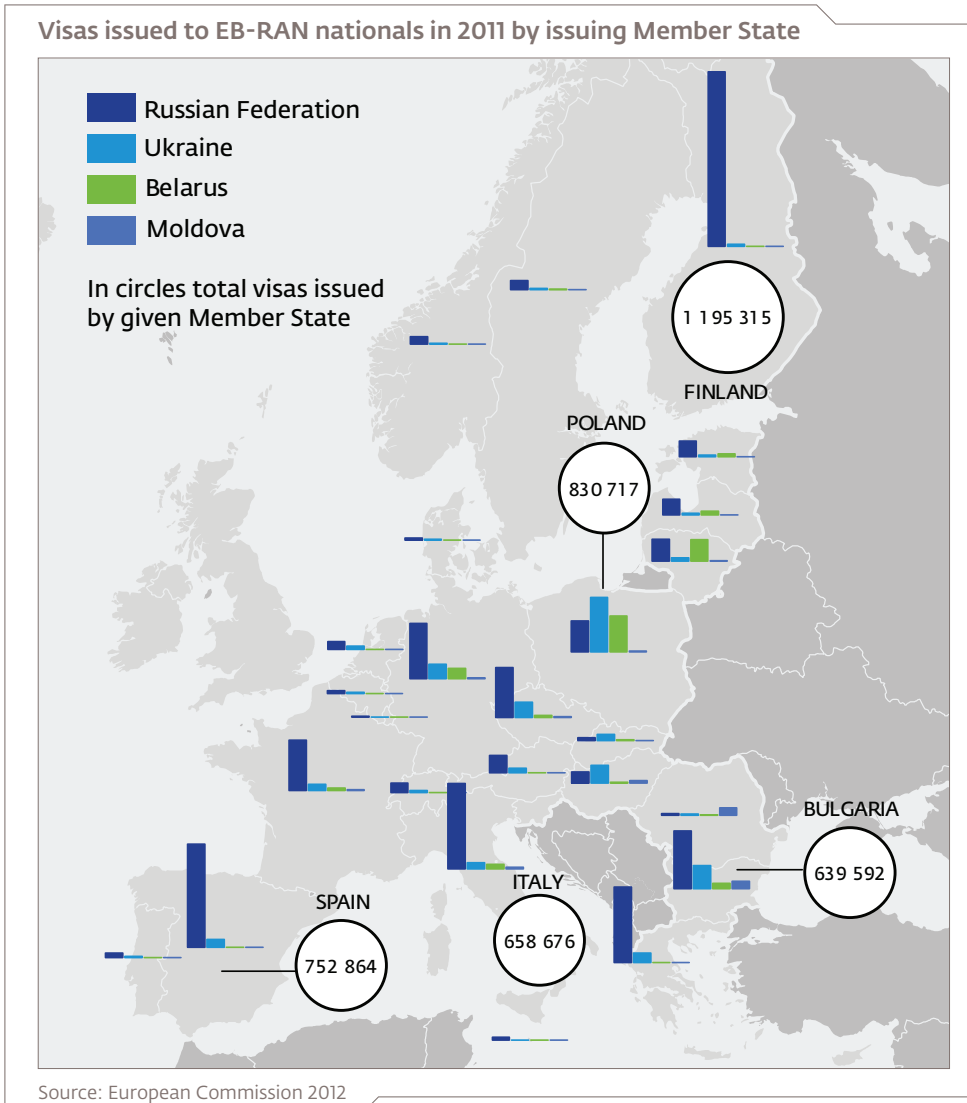 Visas issued to EB-RAN nationals in 2011 by issuing Member State
Russian Federation
Ukraine
Belarus
Moldova
In circles total visas issued
by given Member State
1 195 315
FINLAND
POLAND
830 717
BULGARIA
639 592
ITALY
658 676
SPAIN
752 864
Source: European Commission 2012